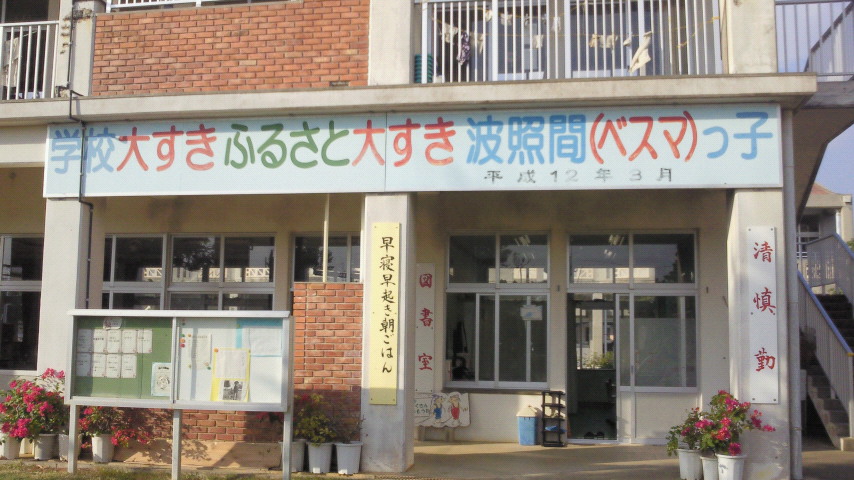 学校大すきふるさと大すき波照間(ベスマ)っ子
平成12年3月
早寝早起き朝ごはん
図書室
清慎勤